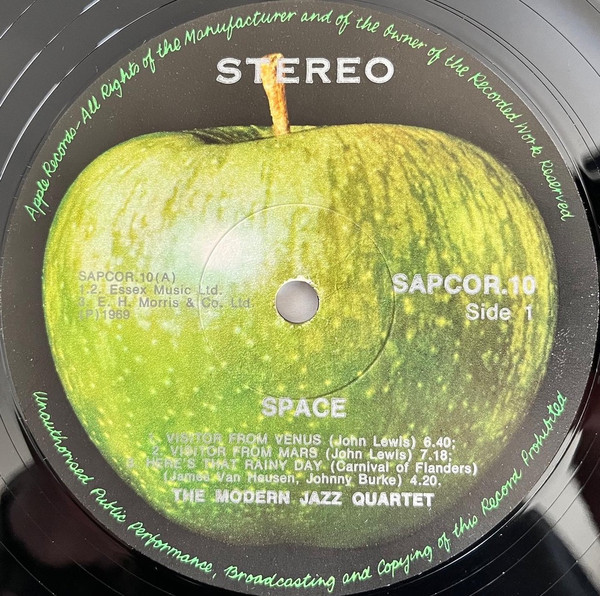 Apple Records-All Rights of the Manufacturer and of the Owner of the Recorded Work Reserved
STEREO
SAPCOR.10(A)
1.2. Essex Music Ltd.
3. E. H. Morris & Co. Ltd.
(P)1969
SAPCOR.10
Side 1
SPACE
1. VISITOR FROM VENUS (John Lewis) 6.40;
2. VISITOR FROM MARS (John Lewis) 7.18;
3. HERE'S THAT RAINY DAY (Carnival of Flanders)
(James Van Heusen, Johnny Burke) 4.20.
THE MODERN JAZZ QUARTET
Unauthorised Public Performance, Broadcasting and Copying of this Record Prohibited